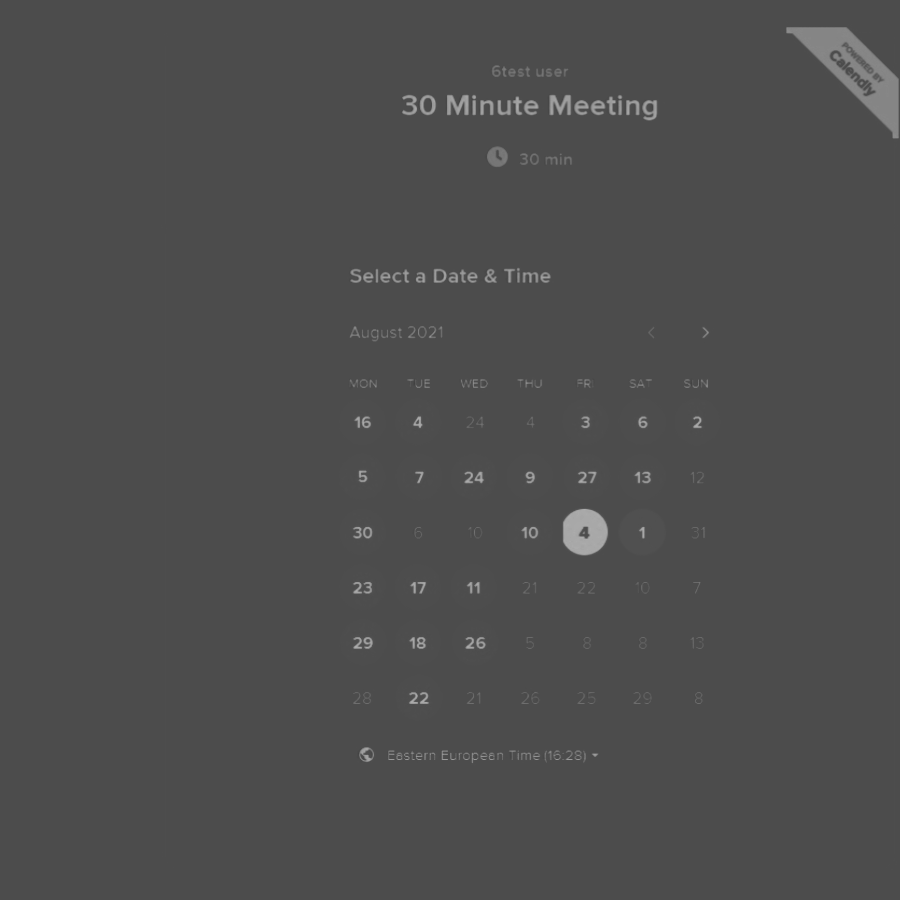 POWERED BY
Calendly
6test user
30 Minute Meeting
30 min
Select a Date & Time
August 2021
MON TUE WED THU FRI SAT SUN
16 4 24 4 3 6 2
5 7 24 9 27 13 12
30 6 10 10 4 1 31
23 17 11 21 22 10 7
29 18 26 5 8 8 13
28 22 21 26 25 29 8
Eastern European Time (16:28)